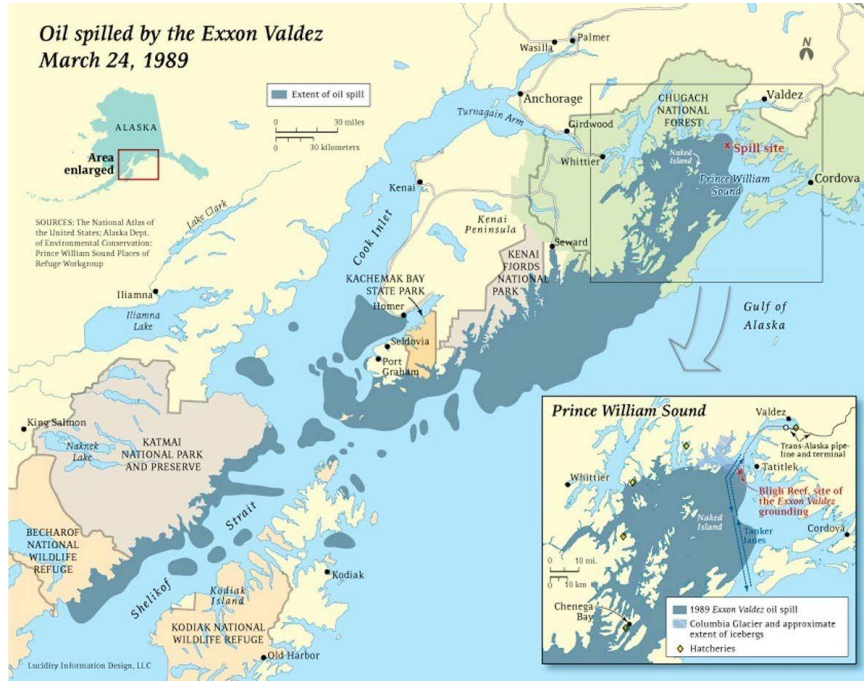 Oil spilled by the Exxon Valdez
March 24, 1989
Extent of oil spill
0 30 miles
0 30 kilometers
N
ALASKA
Area
enlarged
SOURCES: The National Atlas of
the United States; Alaska Dept.
of Environmental Conservation:
Prince William Sound Places of
Refuge Workgroup
Wasilla
Palmer
Anchorage
Turnagain Arm
Girdwood
Whittier
CHUGACH
NATIONAL
FOREST
Valdez
Naked
Island
Spill site
Prince William
Sound
Cordova
Kenai
Cook Inlet
Kenai
Peninsula
Seward
KENAI
FJORDS
NATIONAL
PARK
Lake Clark
KACHEMAK BAY
STATE PARK
Homer
Seldovia
Port
Graham
Iliamna
Iliamna
Lake
Gulf of
Alaska
King Salmon
Naknek
Lake
KATMAI
NATIONAL PARK
AND PRESERVE
BECHAROF
NATIONAL
WILDLIFE
REFUGE
Shelikof Strait
Kodiak
Island
Kodiak
KODIAK NATIONAL
WILDLIFE REFUGE
Old Harbor
Lucidity Information Design, LLC
Prince William Sound
Valdez
Trans-Alaska pipe-
line and terminal
Tatitlek
Whittier
Bligh Reef, site of
the Exxon Valdez
grounding
Naked
Island
Tanker
lanes
Cordova
0 10 mi.
0 10 km
Chenega
Bay
1989 Exxon Valdez oil spill
Columbia Glacier and approximate
extent of icebergs
Hatcheries